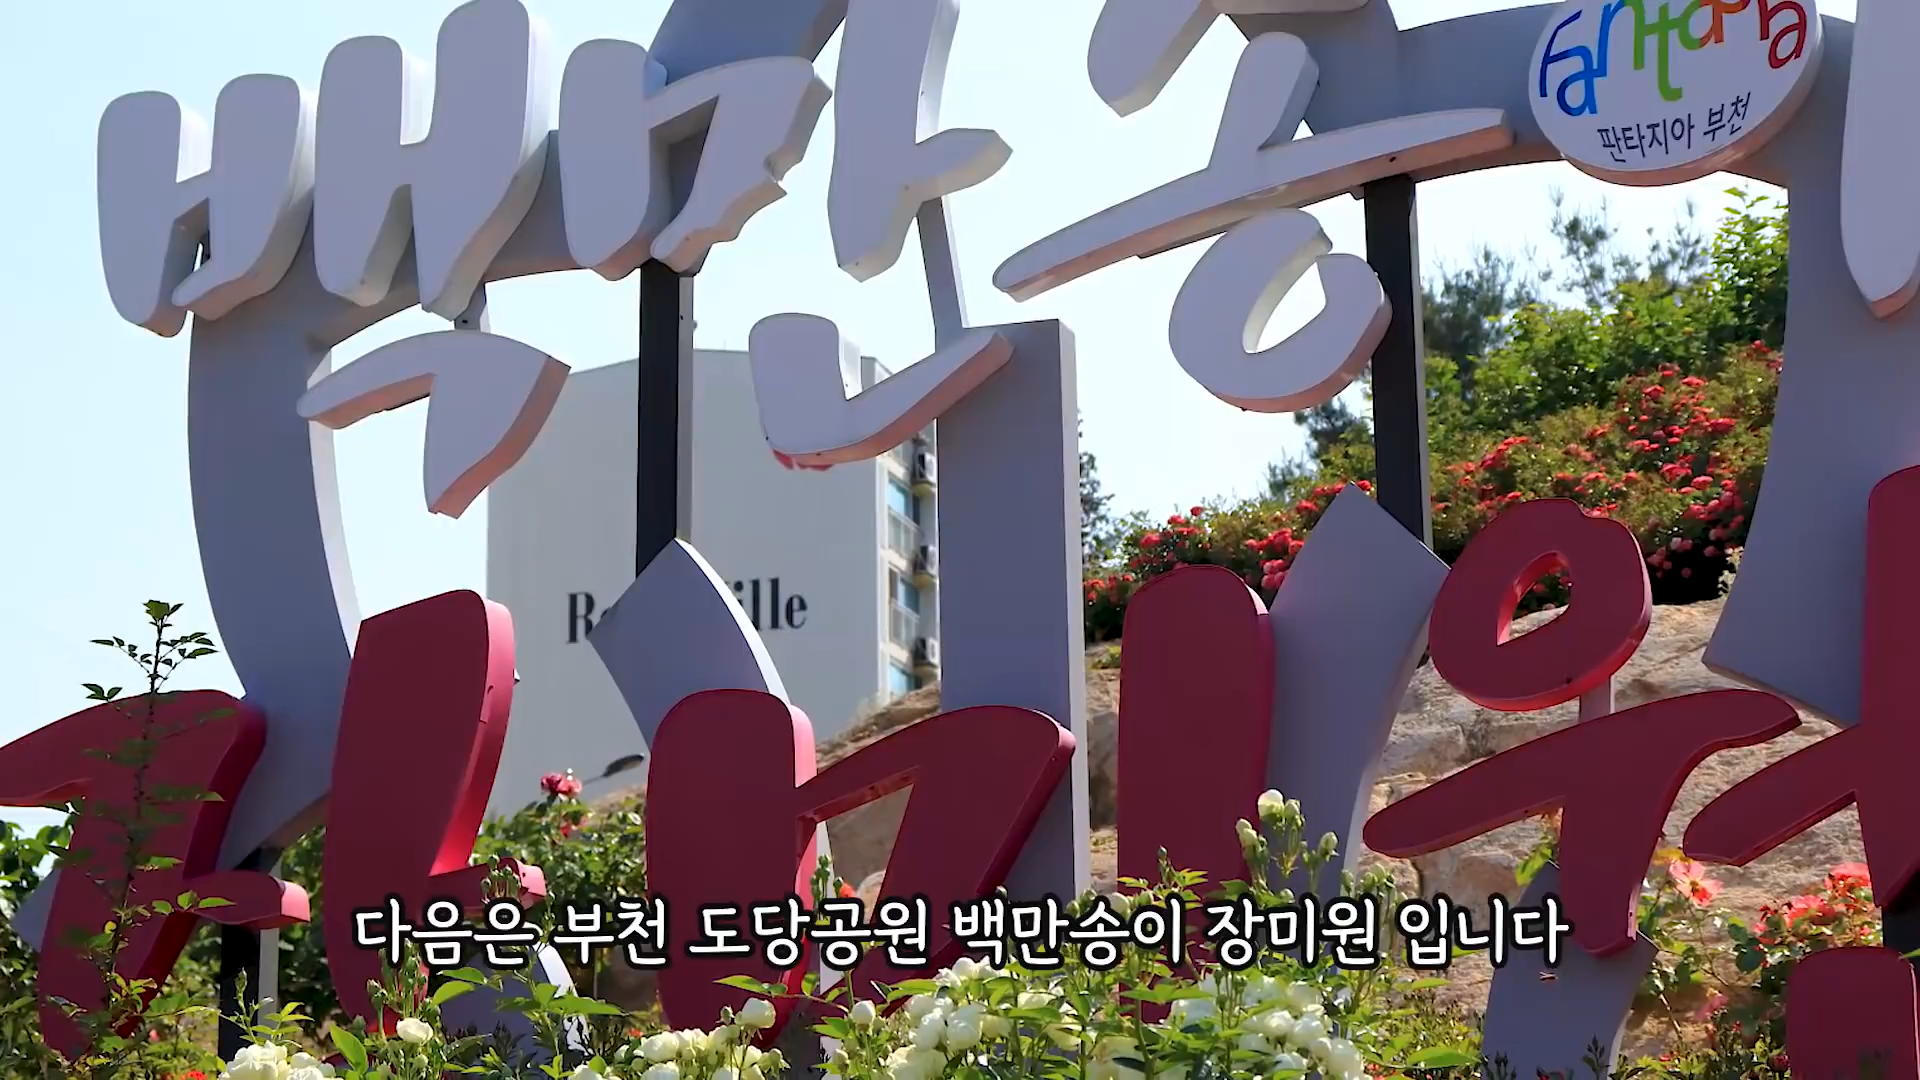 Fantasia
판타지아 부천
백만송이
장미원
다음은 부천 도당공원 백만송이 장미원 입니다